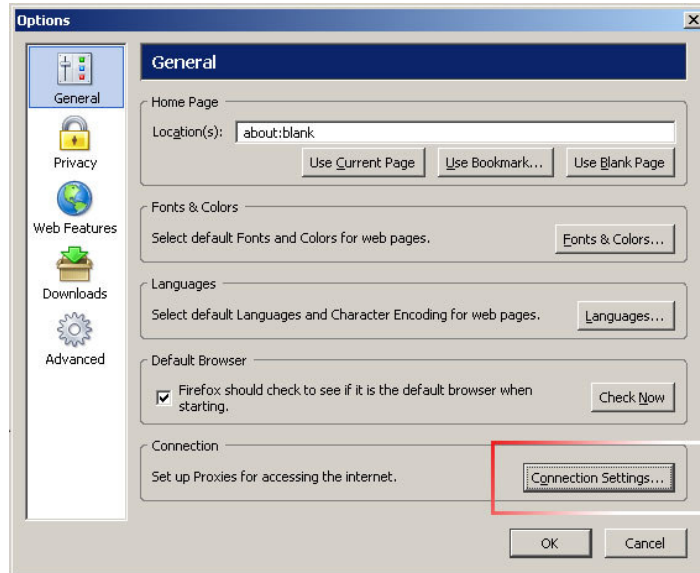 Options
General
Privacy
Web Features
Downloads
Advanced
General
Home Page
Location(s): about:blank
Use Current Page Use Bookmark... Use Blank Page
Fonts & Colors
Select default Fonts and Colors for web pages. Fonts & Colors...
Languages
Select default Languages and Character Encoding for web pages. Languages...
Default Browser
Firefox should check to see if it is the default browser when
starting.
Check Now
Connection
Set up Proxies for accessing the internet. Connection Settings...
OK Cancel